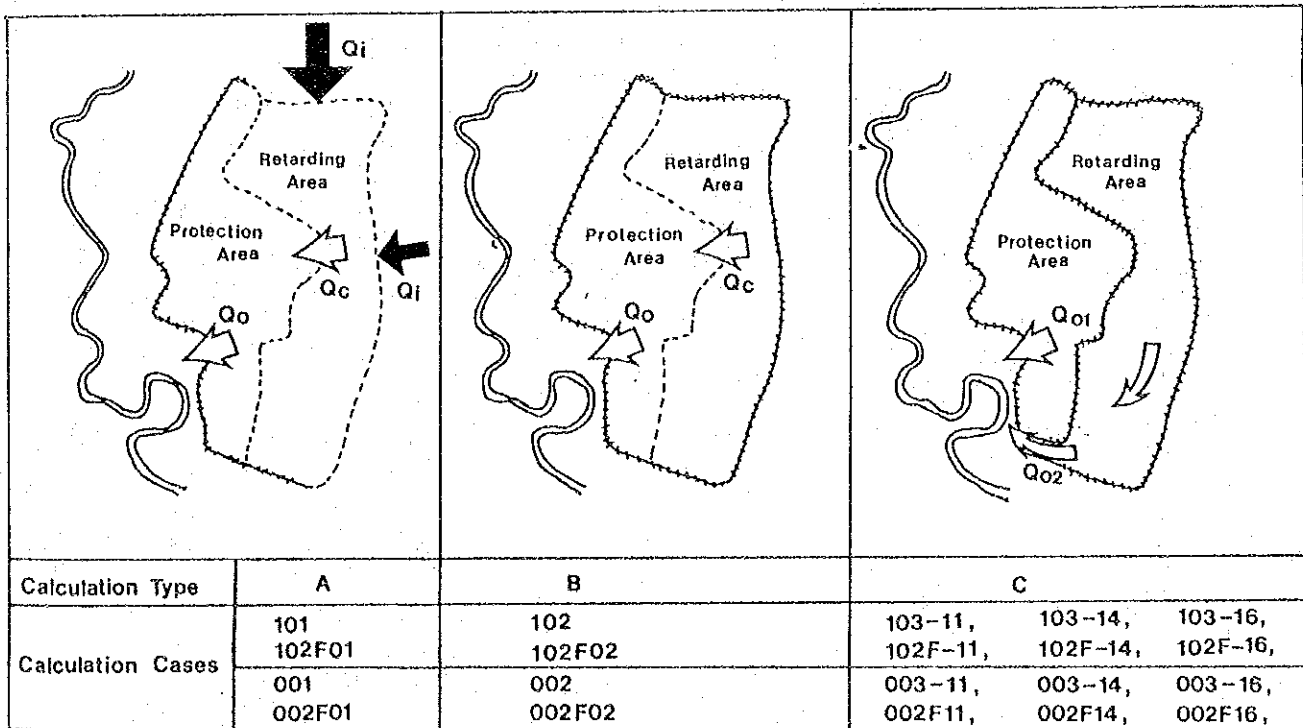 Qi
Retarding
Area
Protection
Area
Qc
Qi
Qo
Retarding
Area
Protection
Area
Qc
Qo
Retarding
Area
Protection
Area
Qo1
Qo2
Calculation Type A B C
Calculation Cases
101 102 103-11, 103-14, 103-16,
102F01 102F02 102F-11, 102F-14, 102F-16,
001 002 003-11, 003-14, 003-16,
002F01 002F02 002F11, 002F14, 002F16,